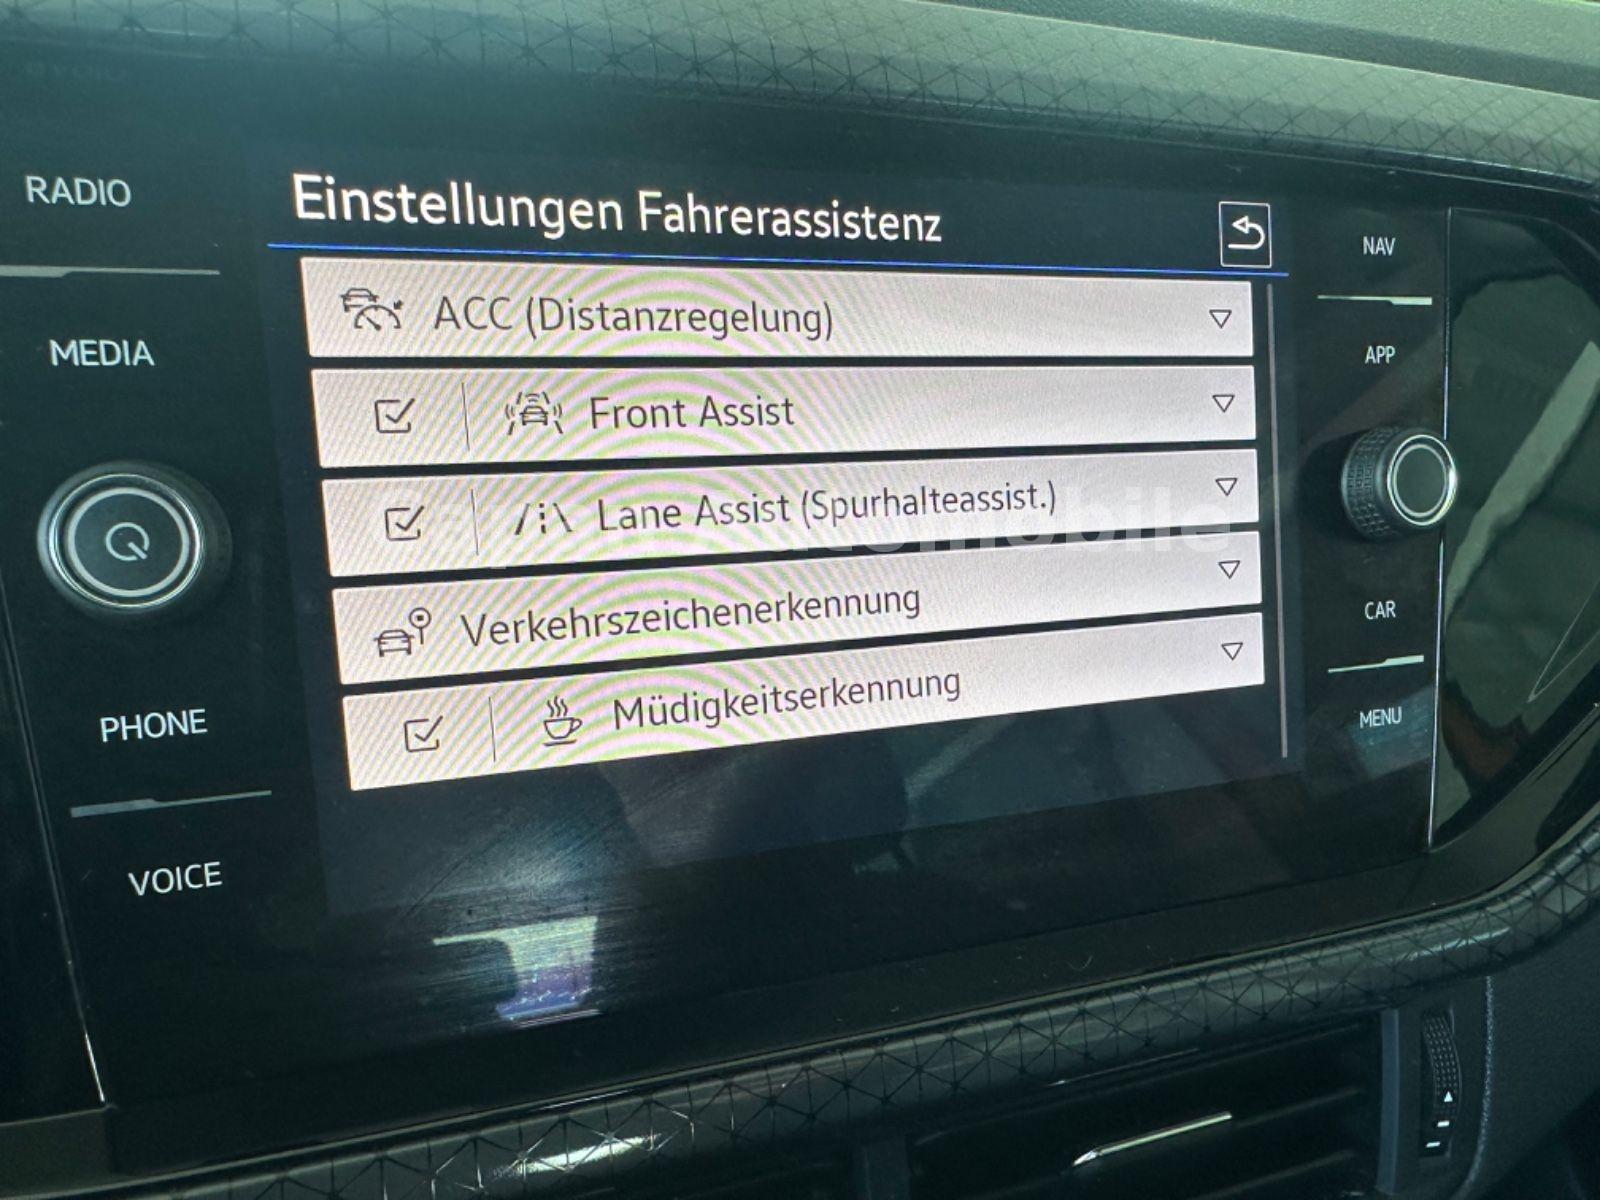 RADIO
MEDIA
PHONE
VOICE
Einstellungen Fahrerassistenz
ACC (Distanzregelung)
Front Assist
Lane Assist (Spurhalteassist.)
Verkehrszeichenerkennung
Müdigkeitserkennung
NAV
APP
CAR
MENU